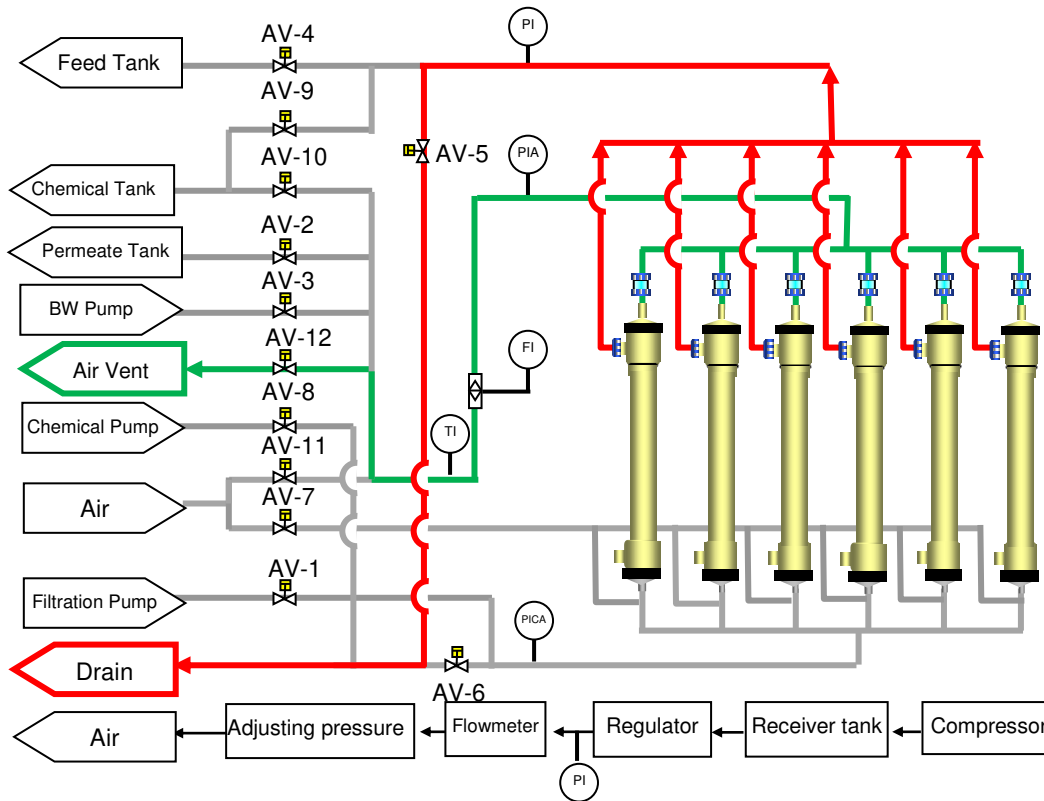 PI
AV-4
Feed Tank
AV-9
AV-5
PIA
AV-10
Chemical Tank
AV-2
Permeate Tank
AV-3
BW Pump
AV-12
Air Vent
FI
AV-8
Chemical Pump
TI
AV-11
Air
AV-7
AV-1
Filtration Pump
PICA
Drain
AV-6
Air
Adjusting pressure
Flowmeter
Regulator
Receiver tank
Compressor
PI